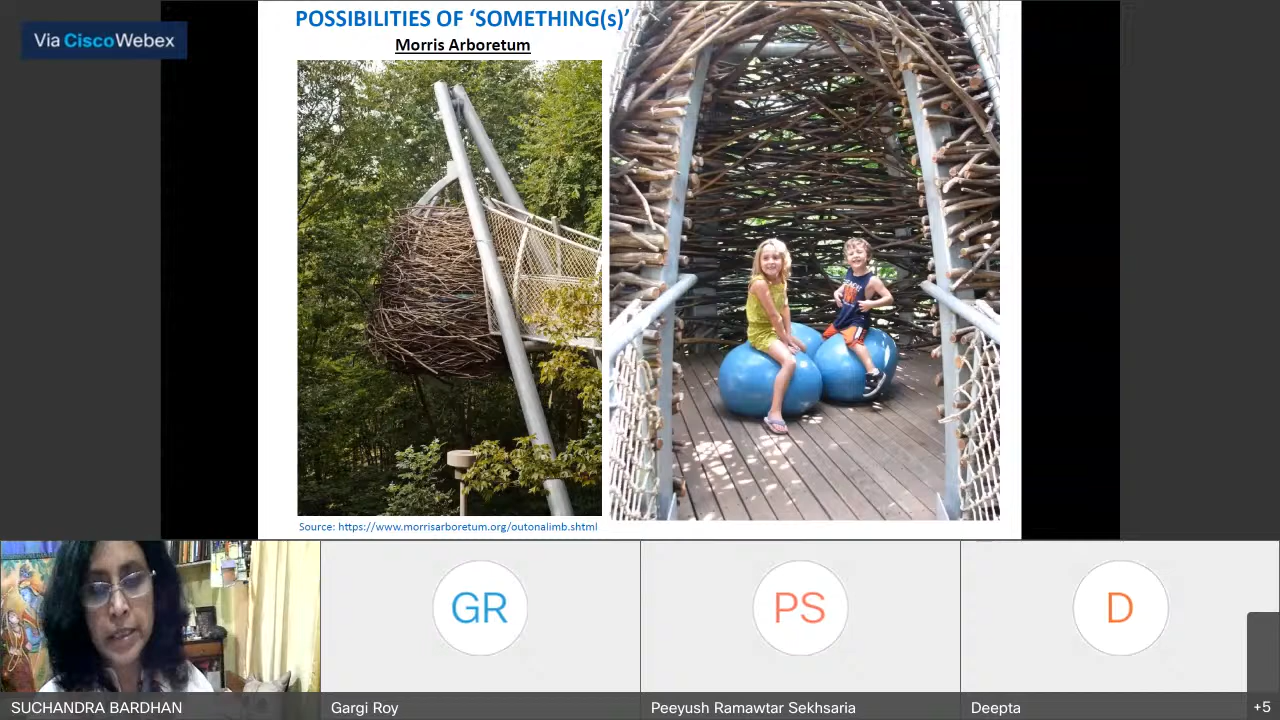 Via CiscoWebex
POSSIBILITIES OF ‘SOMETHING(s)’
Morris Arboretum
Source: https://www.morrisarboretum.org/outonalimb.shtml
GR
PS
D
SUCHANDRA BARDHAN
Gargi Roy
Peeyush Ramawtar Sekhsaria
Deepta
+5